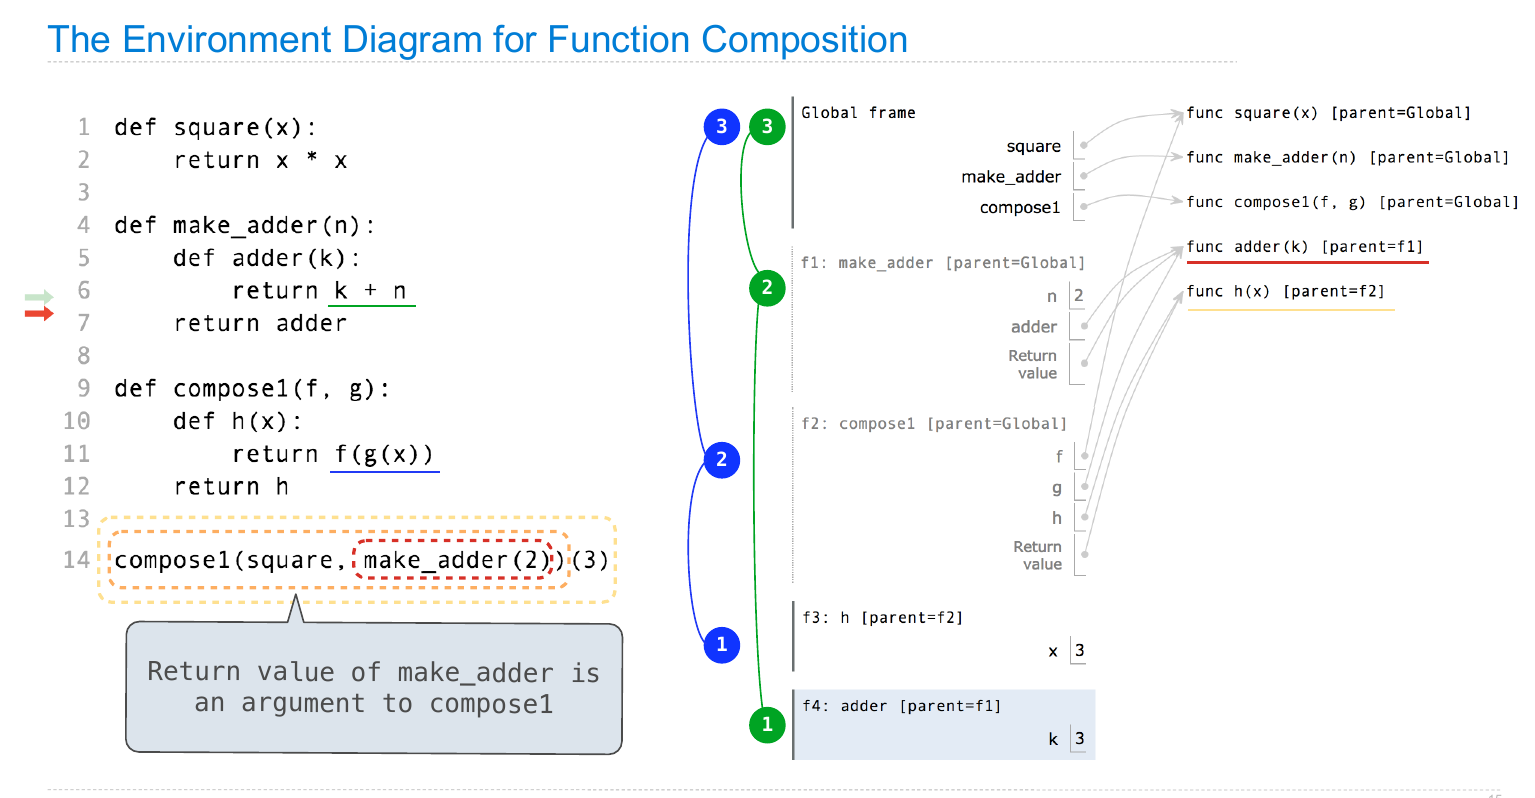 The Environment Diagram for Function Composition
1 def square(x):
2 return x * x
3
4 def make_adder(n):
5 def adder(k):
6 return k + n
7 return adder
8
9 def compose1(f, g):
10 def h(x):
11 return f(g(x))
12 return h
13
14 compose1(square, make_adder(2))(3)
Return value of make_adder is
an argument to compose1
3
2
1
3
2
1
Global frame
square
make_adder
compose1
f1: make_adder [parent=Global]
n 2
adder
Return
value
f2: compose1 [parent=Global]
f
g
h
Return
value
f3: h [parent=f2]
x 3
f4: adder [parent=f1]
k 3
func square(x) [parent=Global]
func make_adder(n) [parent=Global]
func compose1(f, g) [parent=Global]
func adder(k) [parent=f1]
func h(x) [parent=f2]